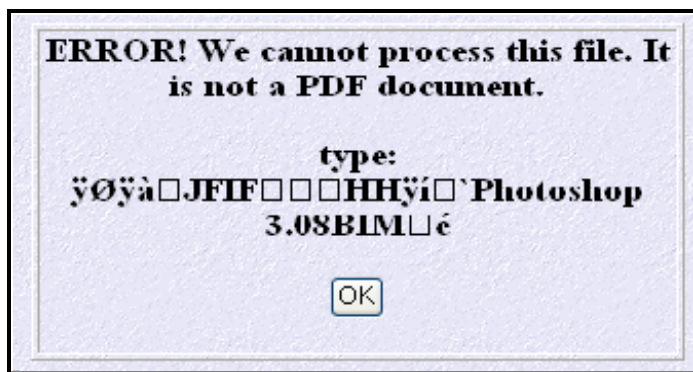 ERROR! We cannot process this file. It
is not a PDF document.
type:
ÿØÿà□JFIF□□□HHÿí□`Photoshop
3.08BIM□é
OK